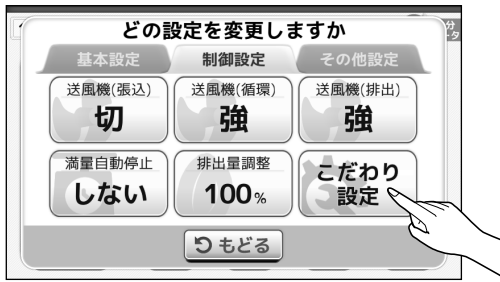 どの設定を変更しますか
基本設定 制御設定 その他設定
送風機(張込) 送風機(循環) 送風機(排出)
切 強 強
満量自動停止 排出量調整 こだわり
しない 100% 設定
もどる
分